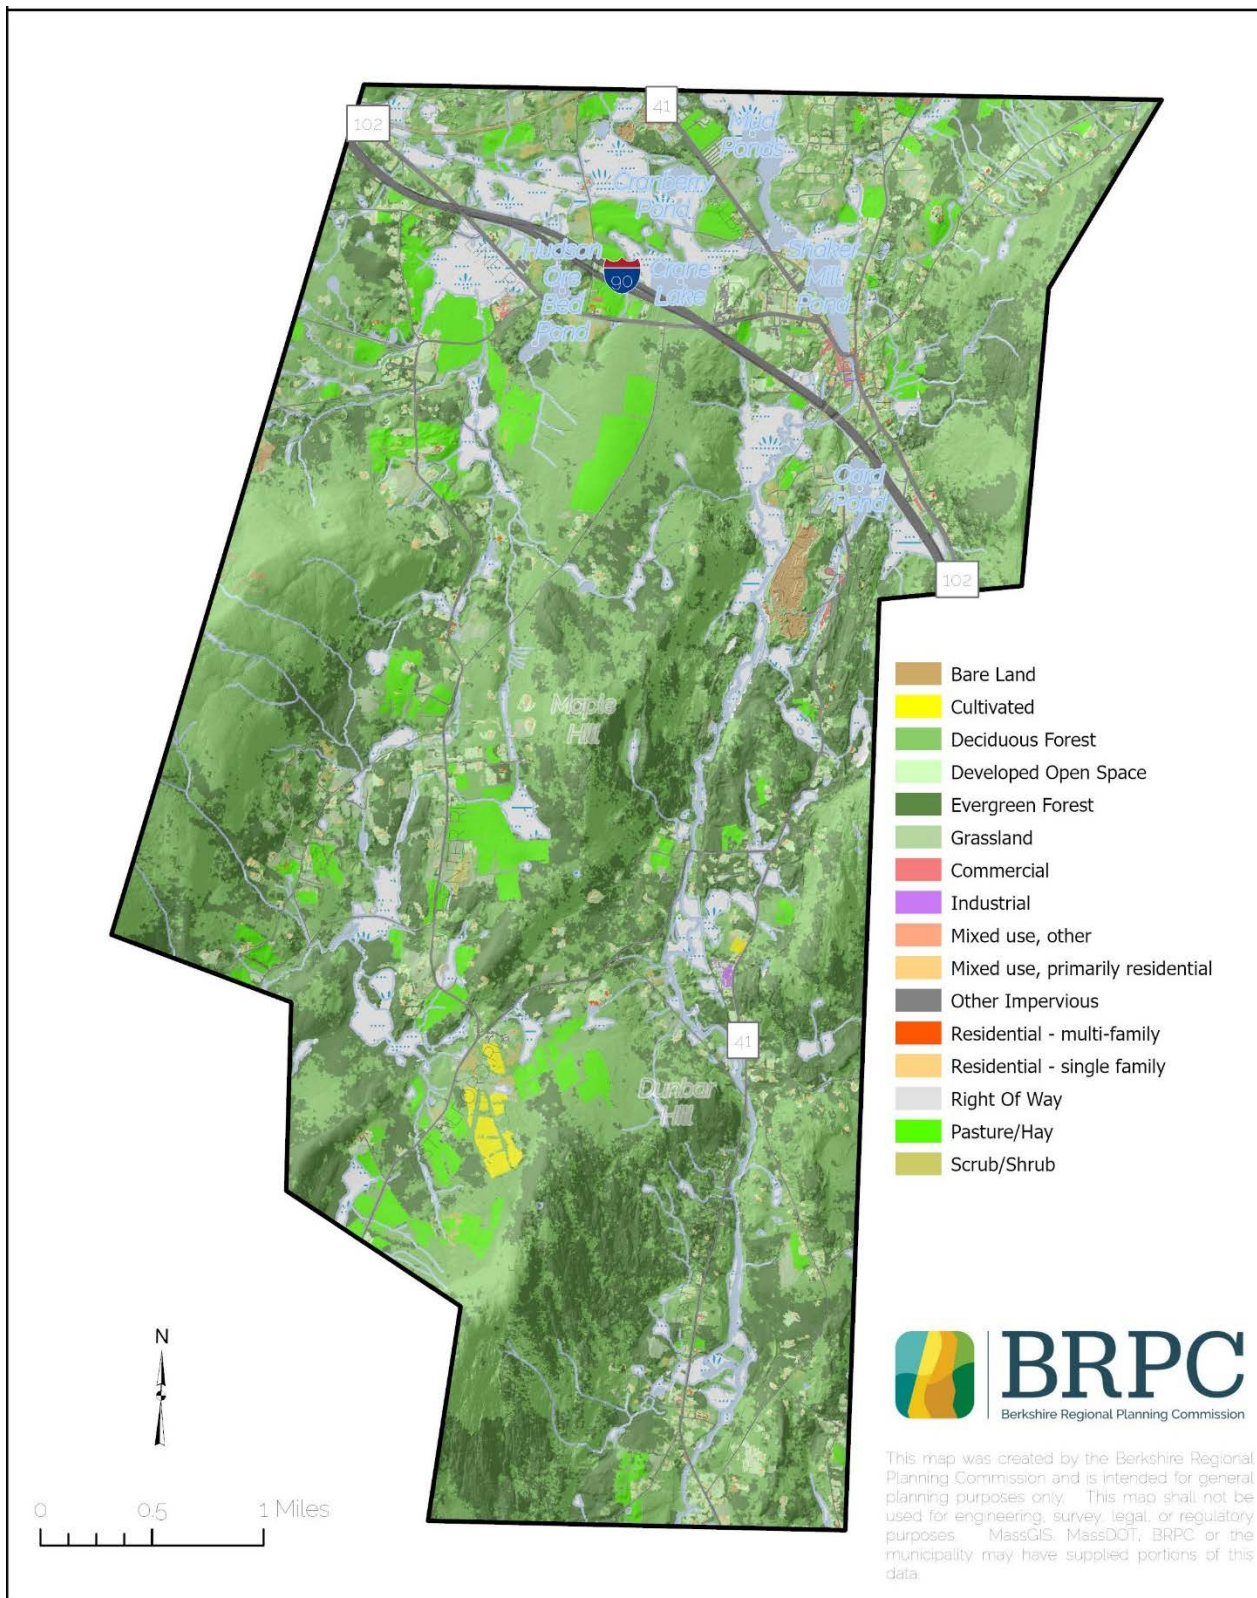 102
41
Mud
Ponds
Cranberry
Pond
Hudson
Ore
Bed
Pond
90
Crane
Lake
Shaker
Mill
Pond
Card
Pond
102
Maple
Hill
41
Dunbar
Hill
Bare Land
Cultivated
Deciduous Forest
Developed Open Space
Evergreen Forest
Grassland
Commercial
Industrial
Mixed use, other
Mixed use, primarily residential
Other Impervious
Residential - multi-family
Residential - single family
Right Of Way
Pasture/Hay
Scrub/Shrub
N
0 0.5 1 Miles
BRPC
Berkshire Regional Planning Commission
This map was created by the Berkshire Regional
Planning Commission and is intended for general
planning purposes only. This map shall not be
used for engineering, survey, legal, or regulatory
purposes. MassGIS, MassDOT, BRPC or the
municipality may have supplied portions of this
data.